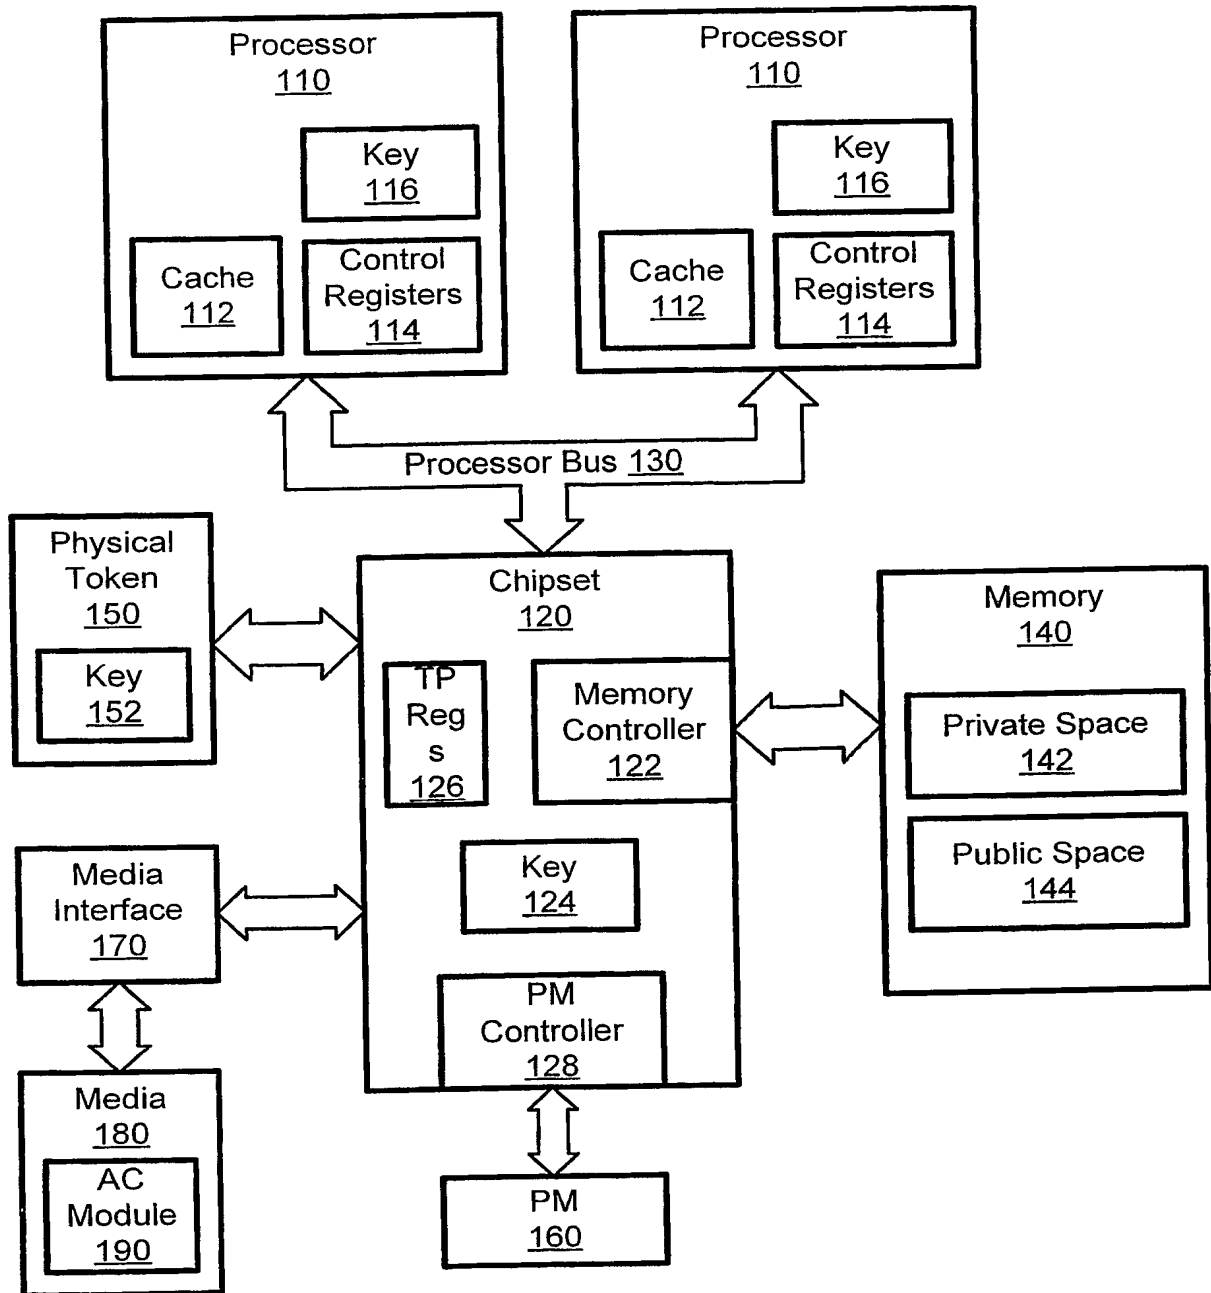 Processor
110
Key
116
Cache
112
Control
Registers
114
Processor
110
Key
116
Cache
112
Control
Registers
114
Processor Bus 130
Physical
Token
150
Key
152
Chipset
120
TP
Reg
s
126
Memory
Controller
122
Key
124
PM
Controller
128
Memory
140
Private Space
142
Public Space
144
Media
Interface
170
Media
180
AC
Module
190
PM
160